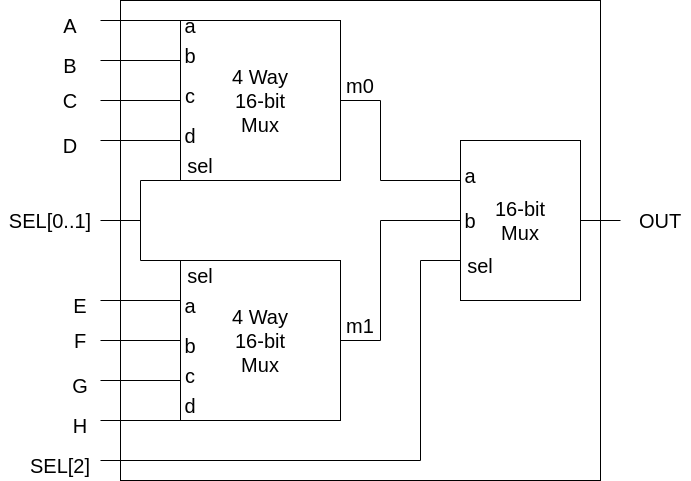 A
B
C
D
a
b
c
d
sel
4 Way
16-bit
Mux
m0
SEL[0..1]
a
b
sel
16-bit
Mux
OUT
E
F
G
H
sel
a
b
c
d
4 Way
16-bit
Mux
m1
SEL[2]